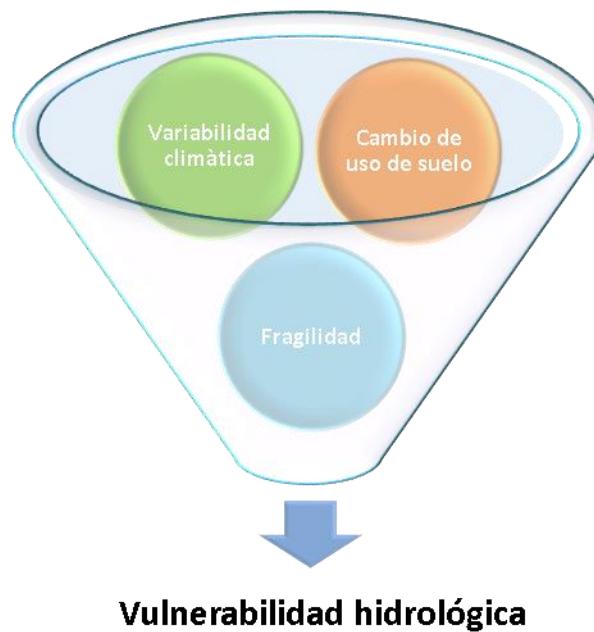 Variabilidad
climàtica
Cambio de
uso de suelo
Fragilidad
Vulnerabilidad hidrológica